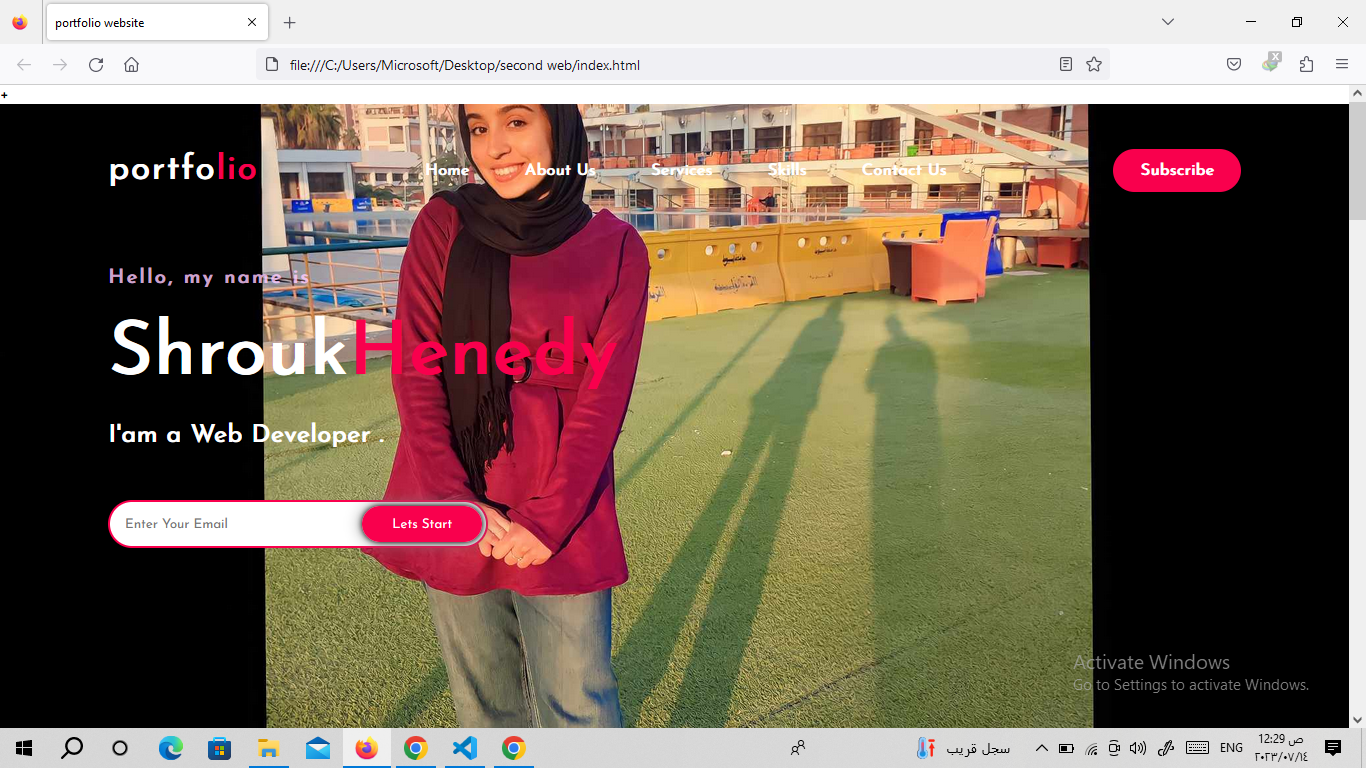 portfolio website
file:///C:/Users/Microsoft/Desktop/second web/index.html
+
portfolio
Home
About Us
Services
Skills
Contact Us
Subscribe
Hello, my name is
ShroukHenedy
I'am a Web Developer .
Enter Your Email
Lets Start
Activate Windows
Go to Settings to activate Windows.
سجل قريب
ENG
12:29 ص
٢٠٢٣/٠٧/١٤